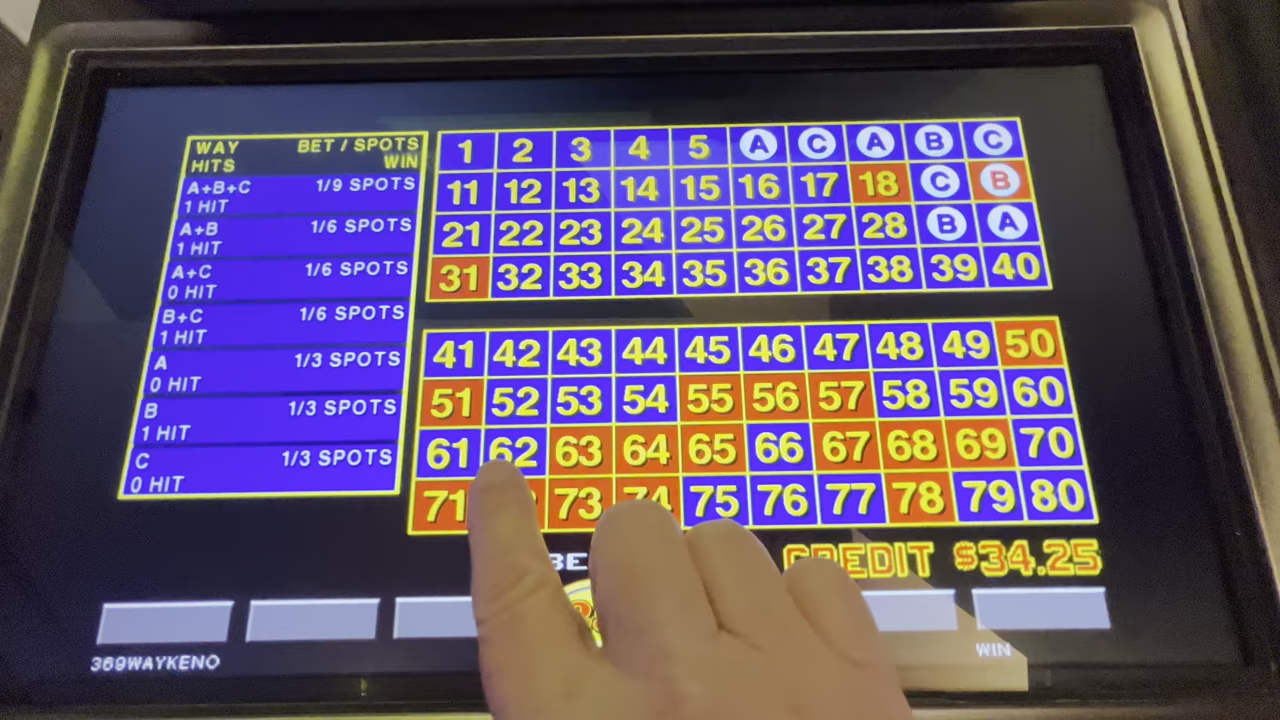 WAY BET / SPOTS
HITS WIN
A+B+C 1/9 SPOTS
1 HIT
A+B 1/6 SPOTS
1 HIT
A+C 1/6 SPOTS
0 HIT
B+C 1/6 SPOTS
1 HIT
A 1/3 SPOTS
0 HIT
B 1/3 SPOTS
1 HIT
C 1/3 SPOTS
0 HIT
1 2 3 4 5 A C A B C
11 12 13 14 15 16 17 18 C B
21 22 23 24 25 26 27 28 B A
31 32 33 34 35 36 37 38 39 40
41 42 43 44 45 46 47 48 49 50
51 52 53 54 55 56 57 58 59 60
61 62 63 64 65 66 67 68 69 70
71 73 74 75 76 77 78 79 80
CREDIT $34.25
369WAYKENO
WIN